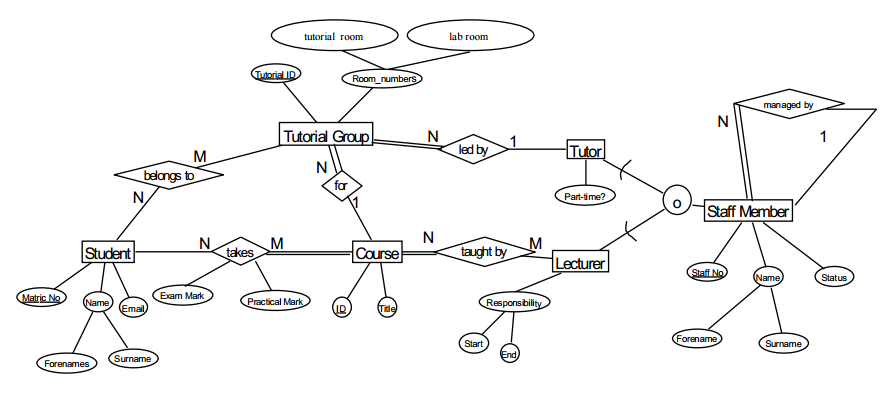 tutorial room
lab room
Tutorial ID
Room_numbers
managed by
N
1
Tutorial Group
N
led by
1
Tutor
M
N
for
1
belongs to
N
Part-time?
o
Staff Member
Student
N
takes
M
Course
N
taught by
M
Lecturer
Matric No
Name
Email
Exam Mark
Practical Mark
ID
Title
Responsibility
Start
End
Staff No
Name
Status
Forenames
Surname
Forename
Surname